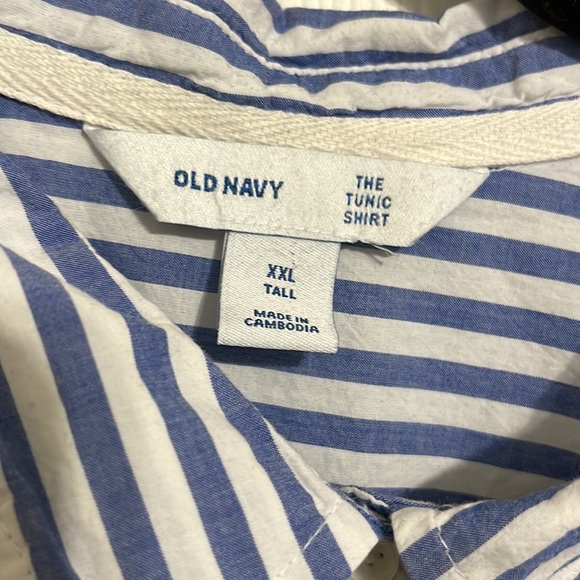 OLD NAVY
THE
TUNIC
SHIRT
XXL
TALL
MADE IN
CAMBODIA